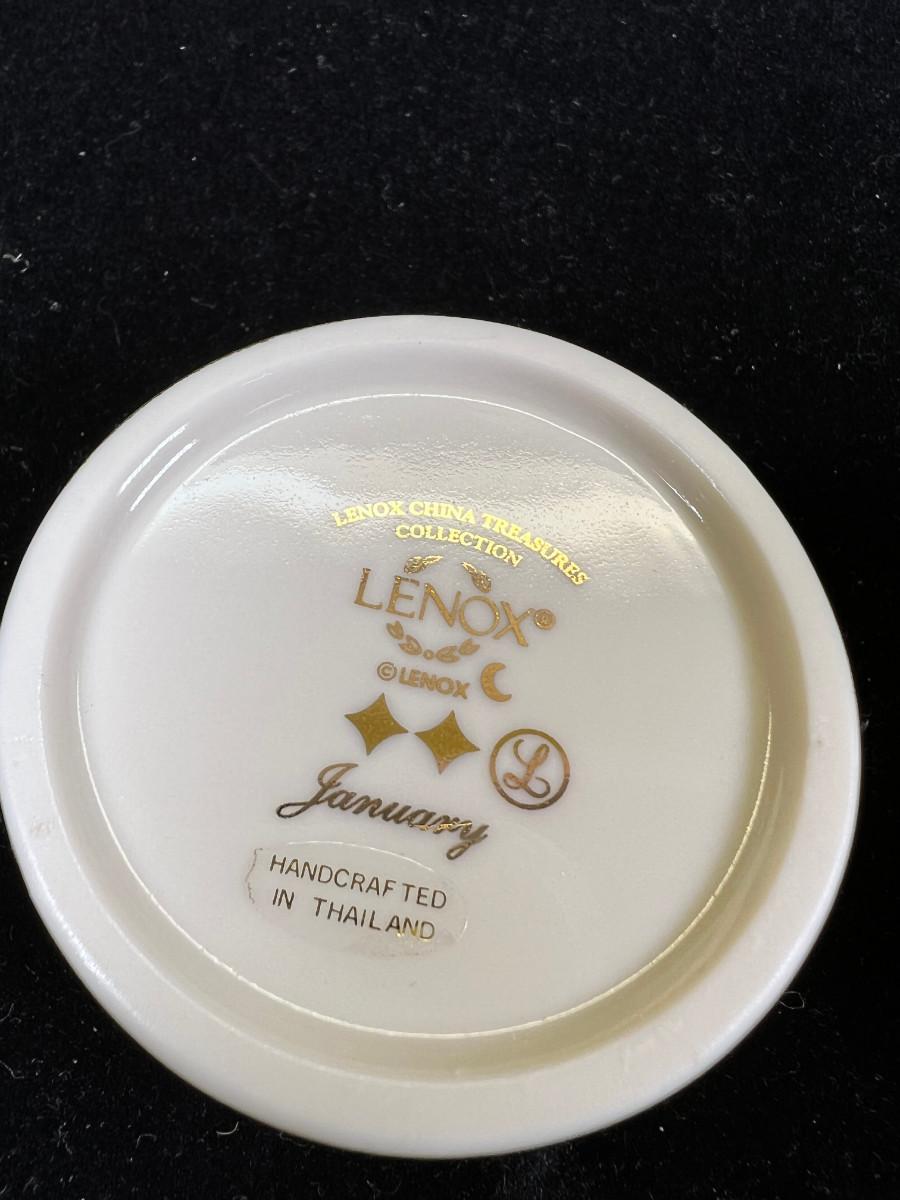 LENOX CHINA TREASURES
COLLECTION
LENOX®
© LENOX
L
January
HANDCRAFTED
IN THAILAND